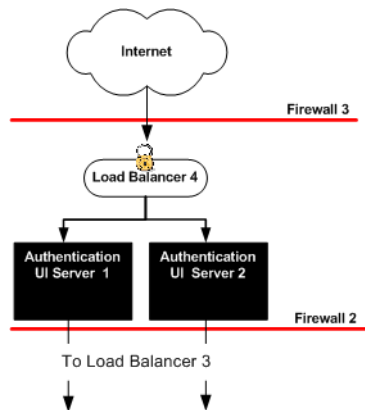 Internet
Firewall 3
Load Balancer 4
Authentication
UI Server 1
Authentication
UI Server 2
Firewall 2
To Load Balancer 3